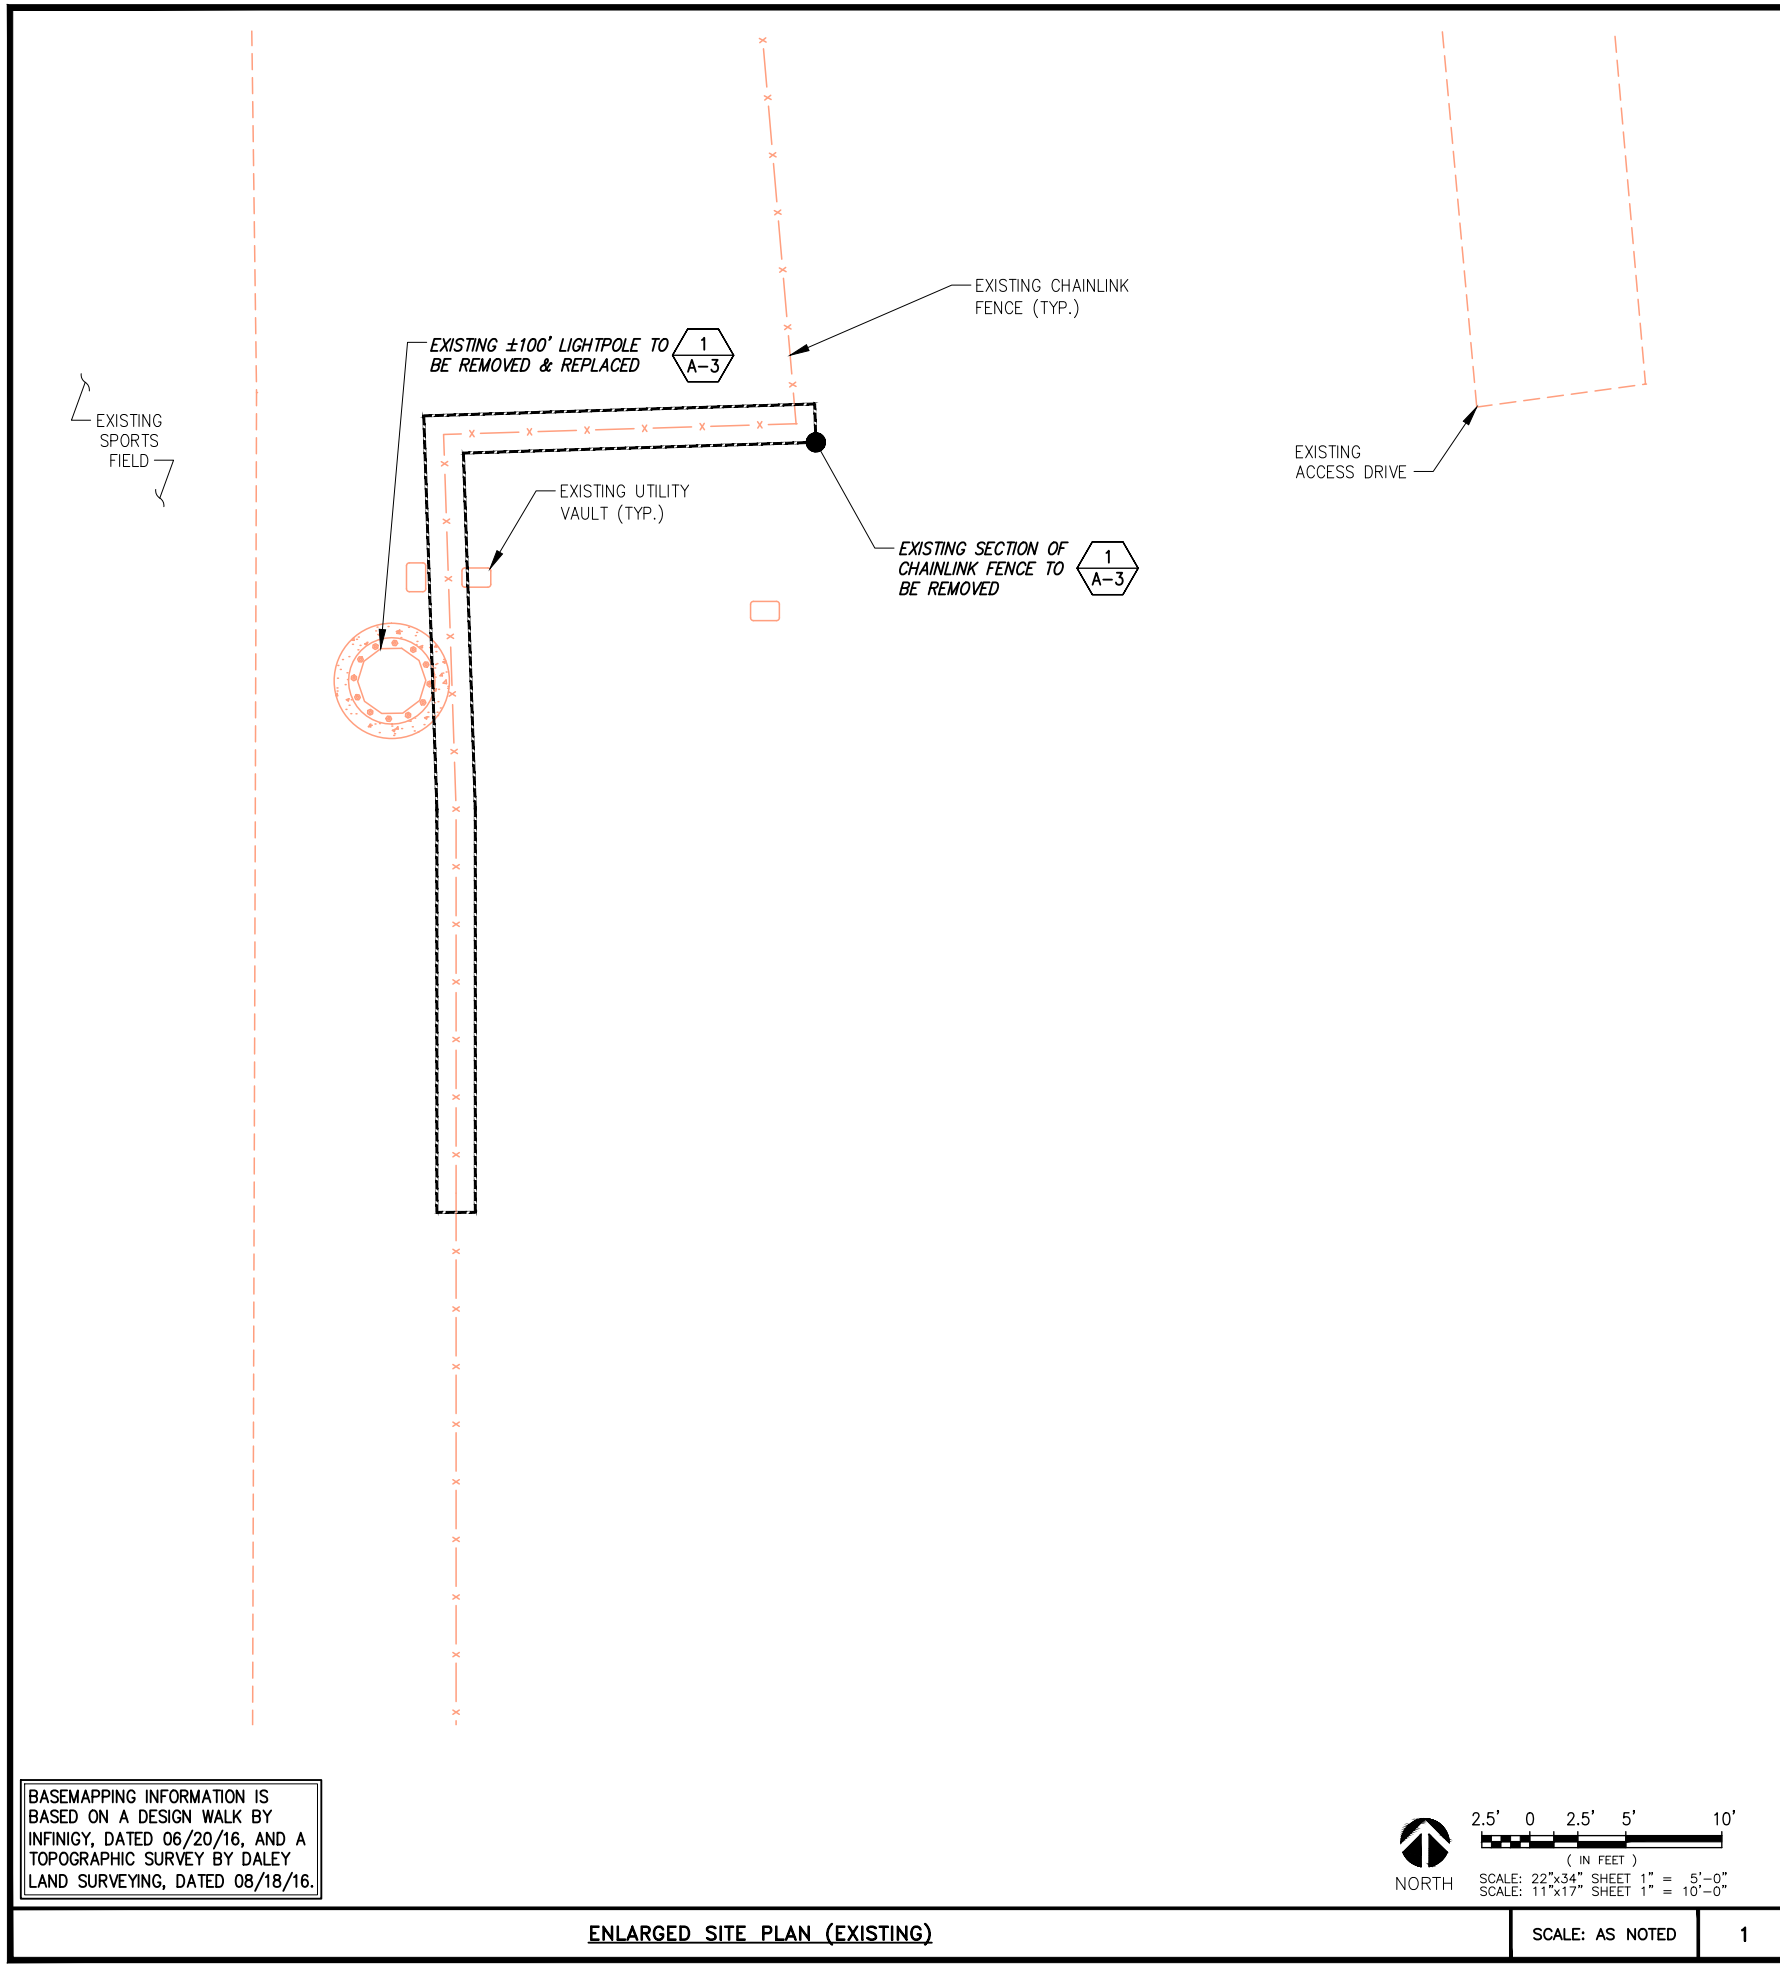 EXISTING CHAINLINK
FENCE (TYP.)
EXISTING ±100' LIGHTPOLE TO
BE REMOVED & REPLACED
1
A-3
EXISTING
SPORTS
FIELD
EXISTING
ACCESS DRIVE
EXISTING UTILITY
VAULT (TYP.)
EXISTING SECTION OF
CHAINLINK FENCE TO
BE REMOVED
1
A-3
BASEMAPPING INFORMATION IS
BASED ON A DESIGN WALK BY
INFINIGY, DATED 06/20/16, AND A
TOPOGRAPHIC SURVEY BY DALEY
LAND SURVEYING, DATED 08/18/16.
NORTH
2.5' 0 2.5' 5' 10'
( IN FEET )
SCALE: 22"x34" SHEET 1" = 5'-0"
SCALE: 11"x17" SHEET 1" = 10'-0"
ENLARGED SITE PLAN (EXISTING)
SCALE: AS NOTED
1